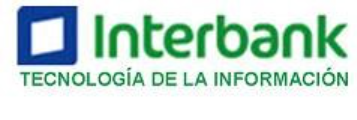 Interbank
TECNOLOGÍA DE LA INFORMACIÓN